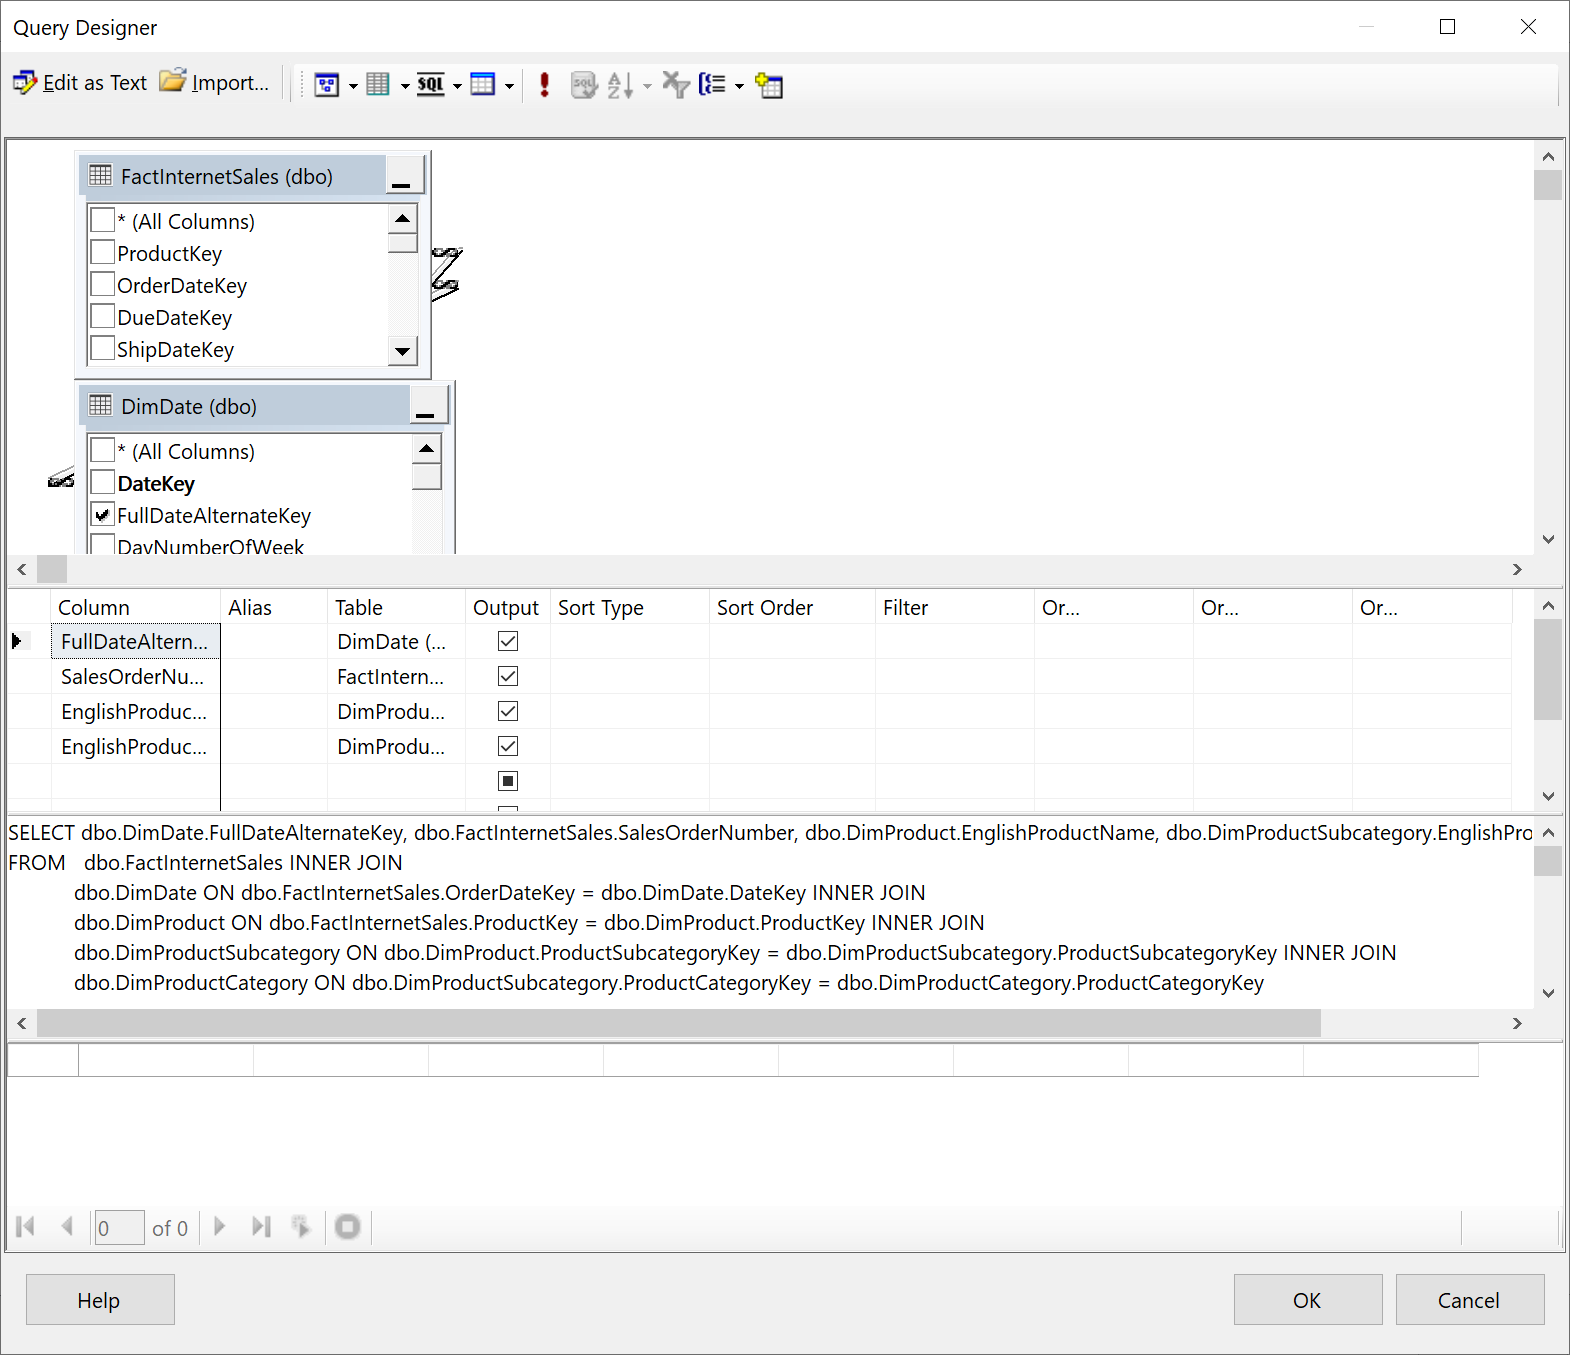 Query Designer
Edit as Text Import... SQL
FactInternetSales (dbo)
* (All Columns)
ProductKey
OrderDateKey
DueDateKey
ShipDateKey
DimDate (dbo)
* (All Columns)
DateKey
FullDateAlternateKey
DayNumberOfWeek
Column Alias Table Output Sort Type Sort Order Filter Or... Or... Or...
FullDateAltern... DimDate (...
SalesOrderNu... FactIntern...
EnglishProduc... DimProdu...
EnglishProduc... DimProdu...
SELECT dbo.DimDate.FullDateAlternateKey, dbo.FactInternetSales.SalesOrderNumber, dbo.DimProduct.EnglishProductName, dbo.DimProductSubcategory.EnglishPro
FROM dbo.FactInternetSales INNER JOIN
dbo.DimDate ON dbo.FactInternetSales.OrderDateKey = dbo.DimDate.DateKey INNER JOIN
dbo.DimProduct ON dbo.FactInternetSales.ProductKey = dbo.DimProduct.ProductKey INNER JOIN
dbo.DimProductSubcategory ON dbo.DimProduct.ProductSubcategoryKey = dbo.DimProductSubcategory.ProductSubcategoryKey INNER JOIN
dbo.DimProductCategory ON dbo.DimProductSubcategory.ProductCategoryKey = dbo.DimProductCategory.ProductCategoryKey
0 of 0
Help OK Cancel